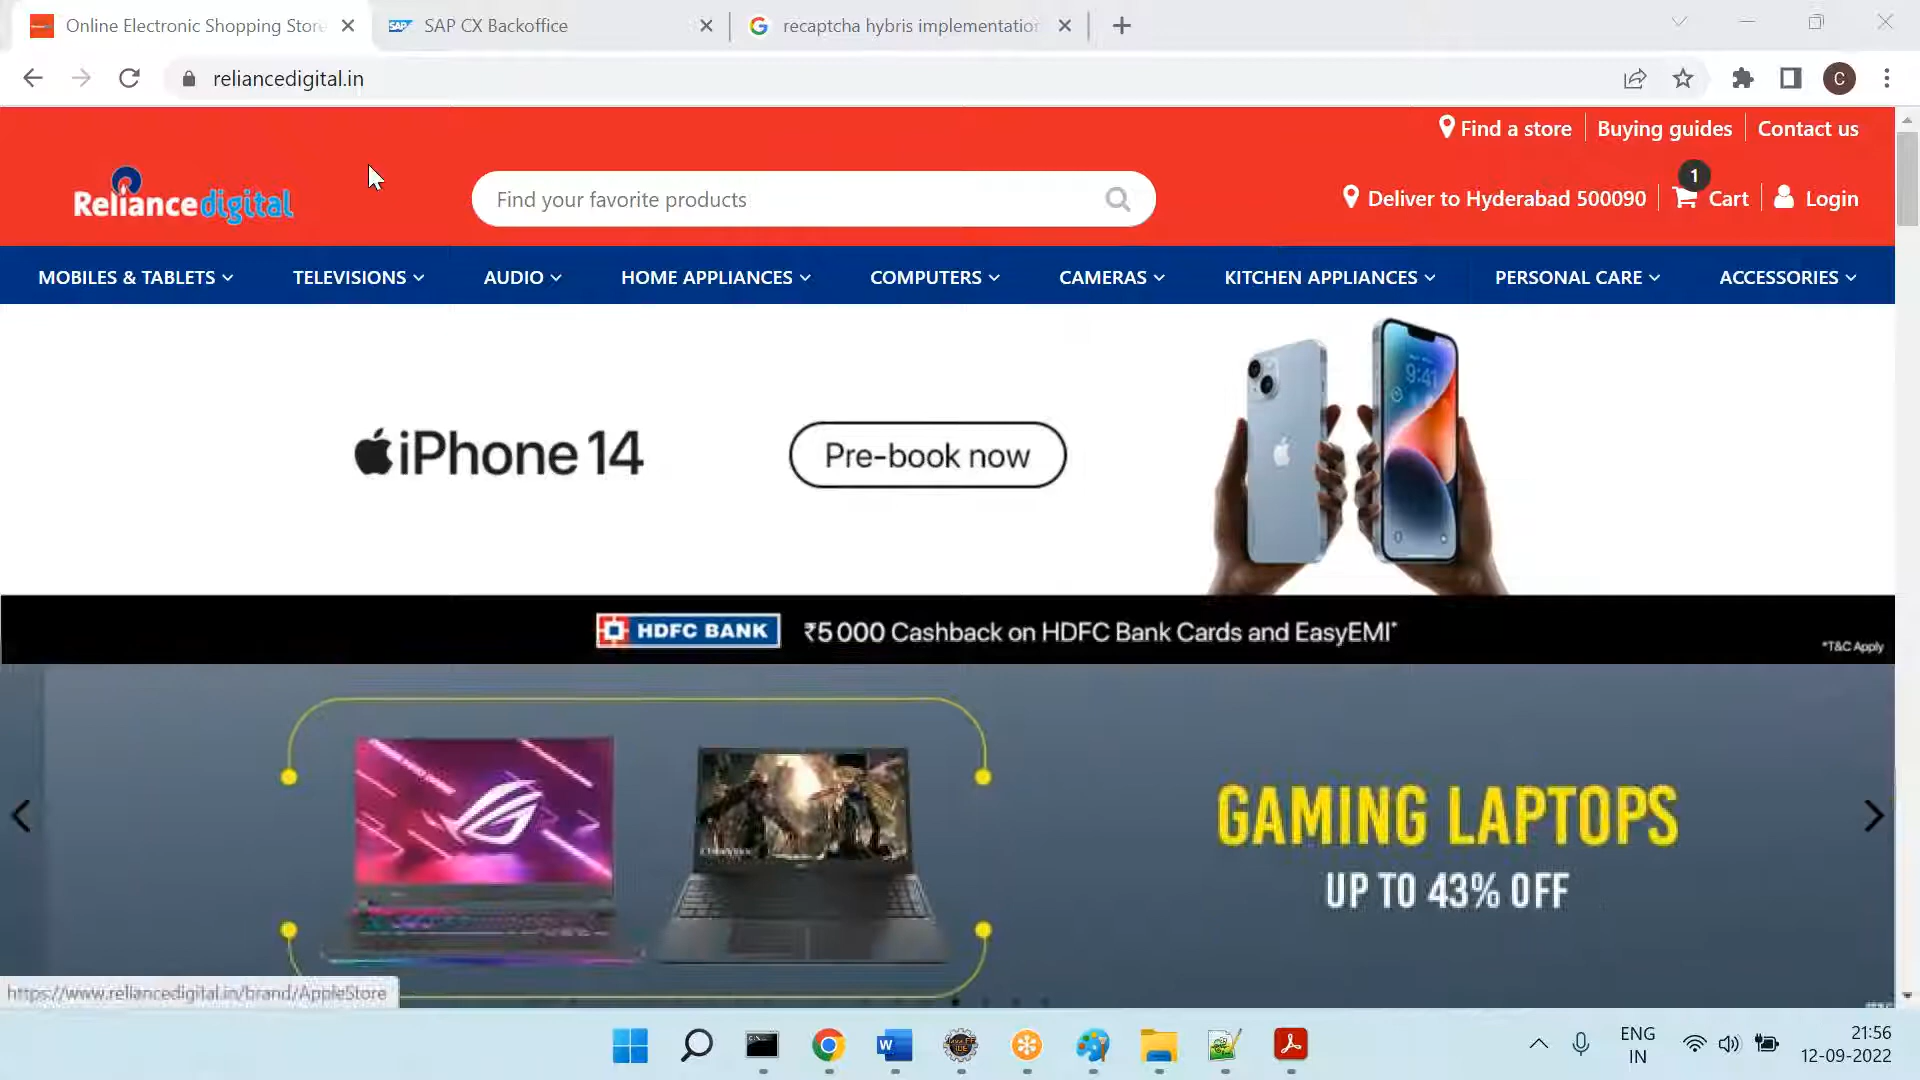 Online Electronic Shopping Store
SAP CX Backoffice
recaptcha hybris implementation
reliancedigital.in
C
Find a store
Buying guides
Contact us
Reliance digital
Find your favorite products
Deliver to Hyderabad 500090
1
Cart
Login
MOBILES & TABLETS
TELEVISIONS
AUDIO
HOME APPLIANCES
COMPUTERS
CAMERAS
KITCHEN APPLIANCES
PERSONAL CARE
ACCESSORIES
iPhone 14
Pre-book now
9:41
HDFC BANK
₹5000 Cashback on HDFC Bank Cards and EasyEMI*
*T&C Apply
GAMING LAPTOPS
UP TO 43% OFF
https://www.reliancedigital.in/brand/AppleStore
ENG
IN
21:56
12-09-2022